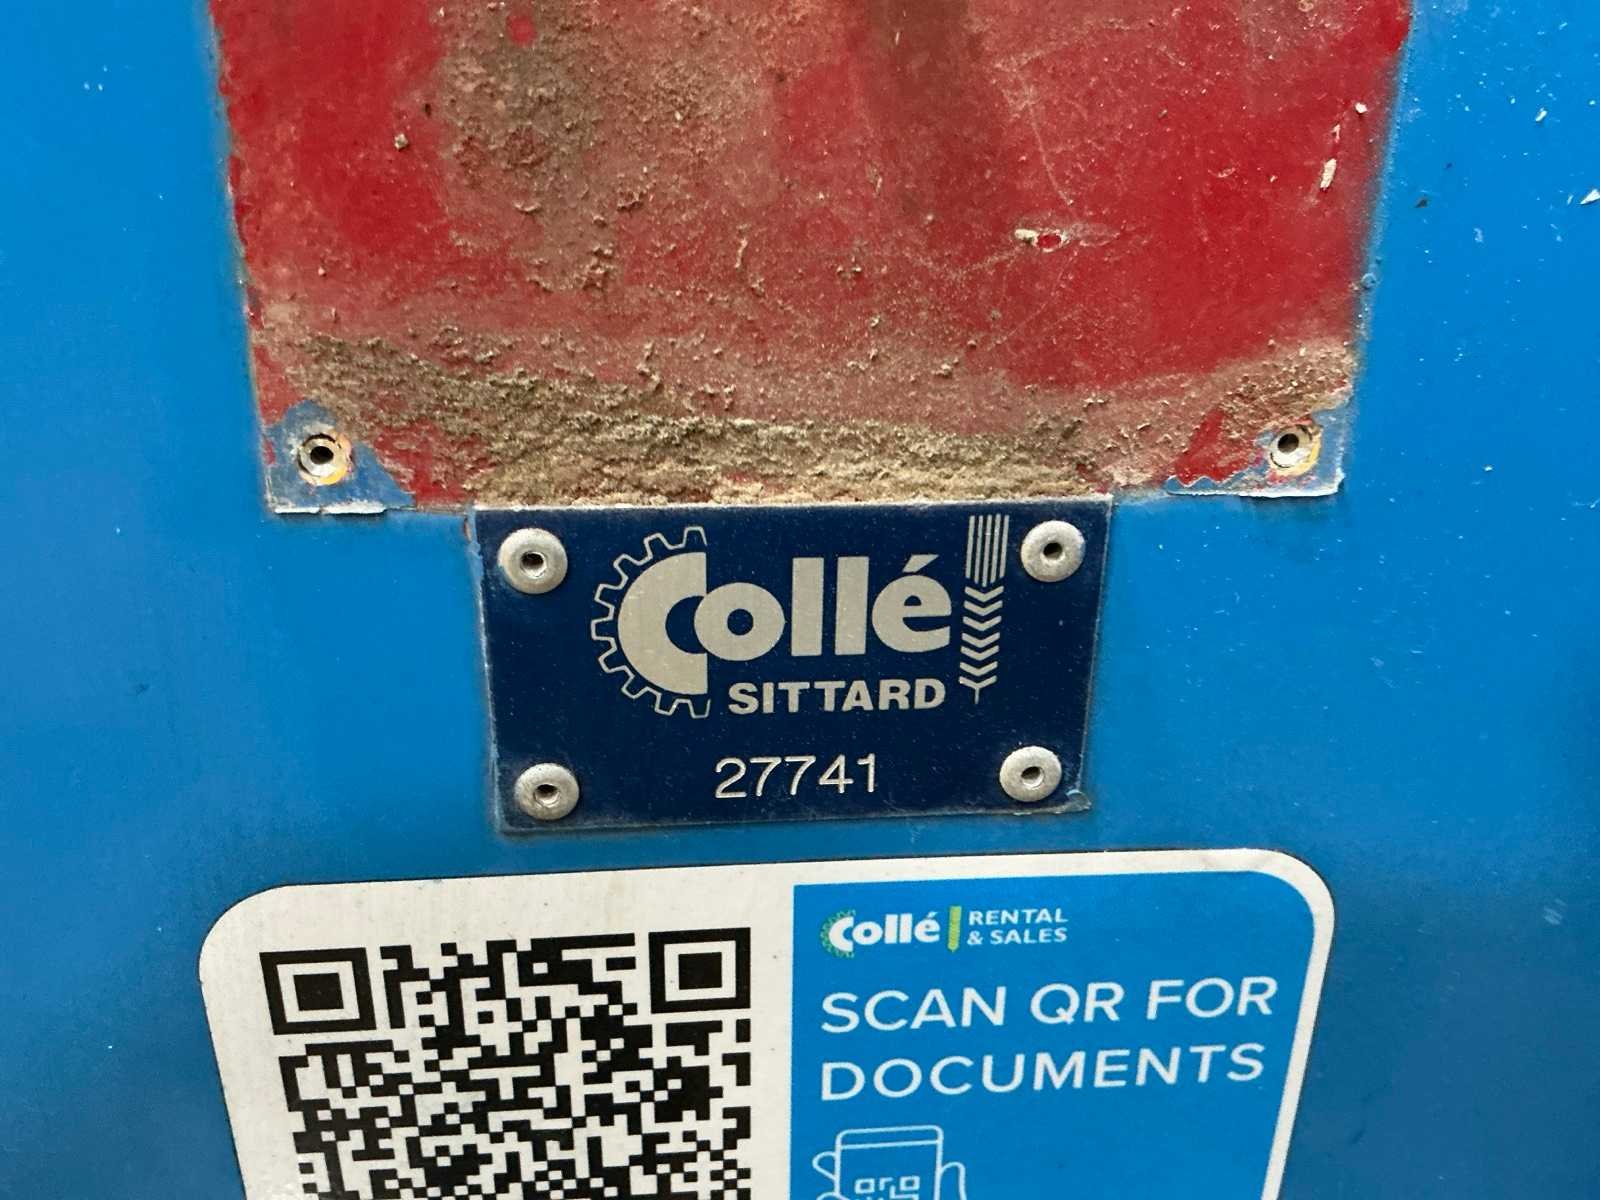 Collé
SITTARD
27741
Collé RENTAL
& SALES
SCAN QR FOR
DOCUMENTS